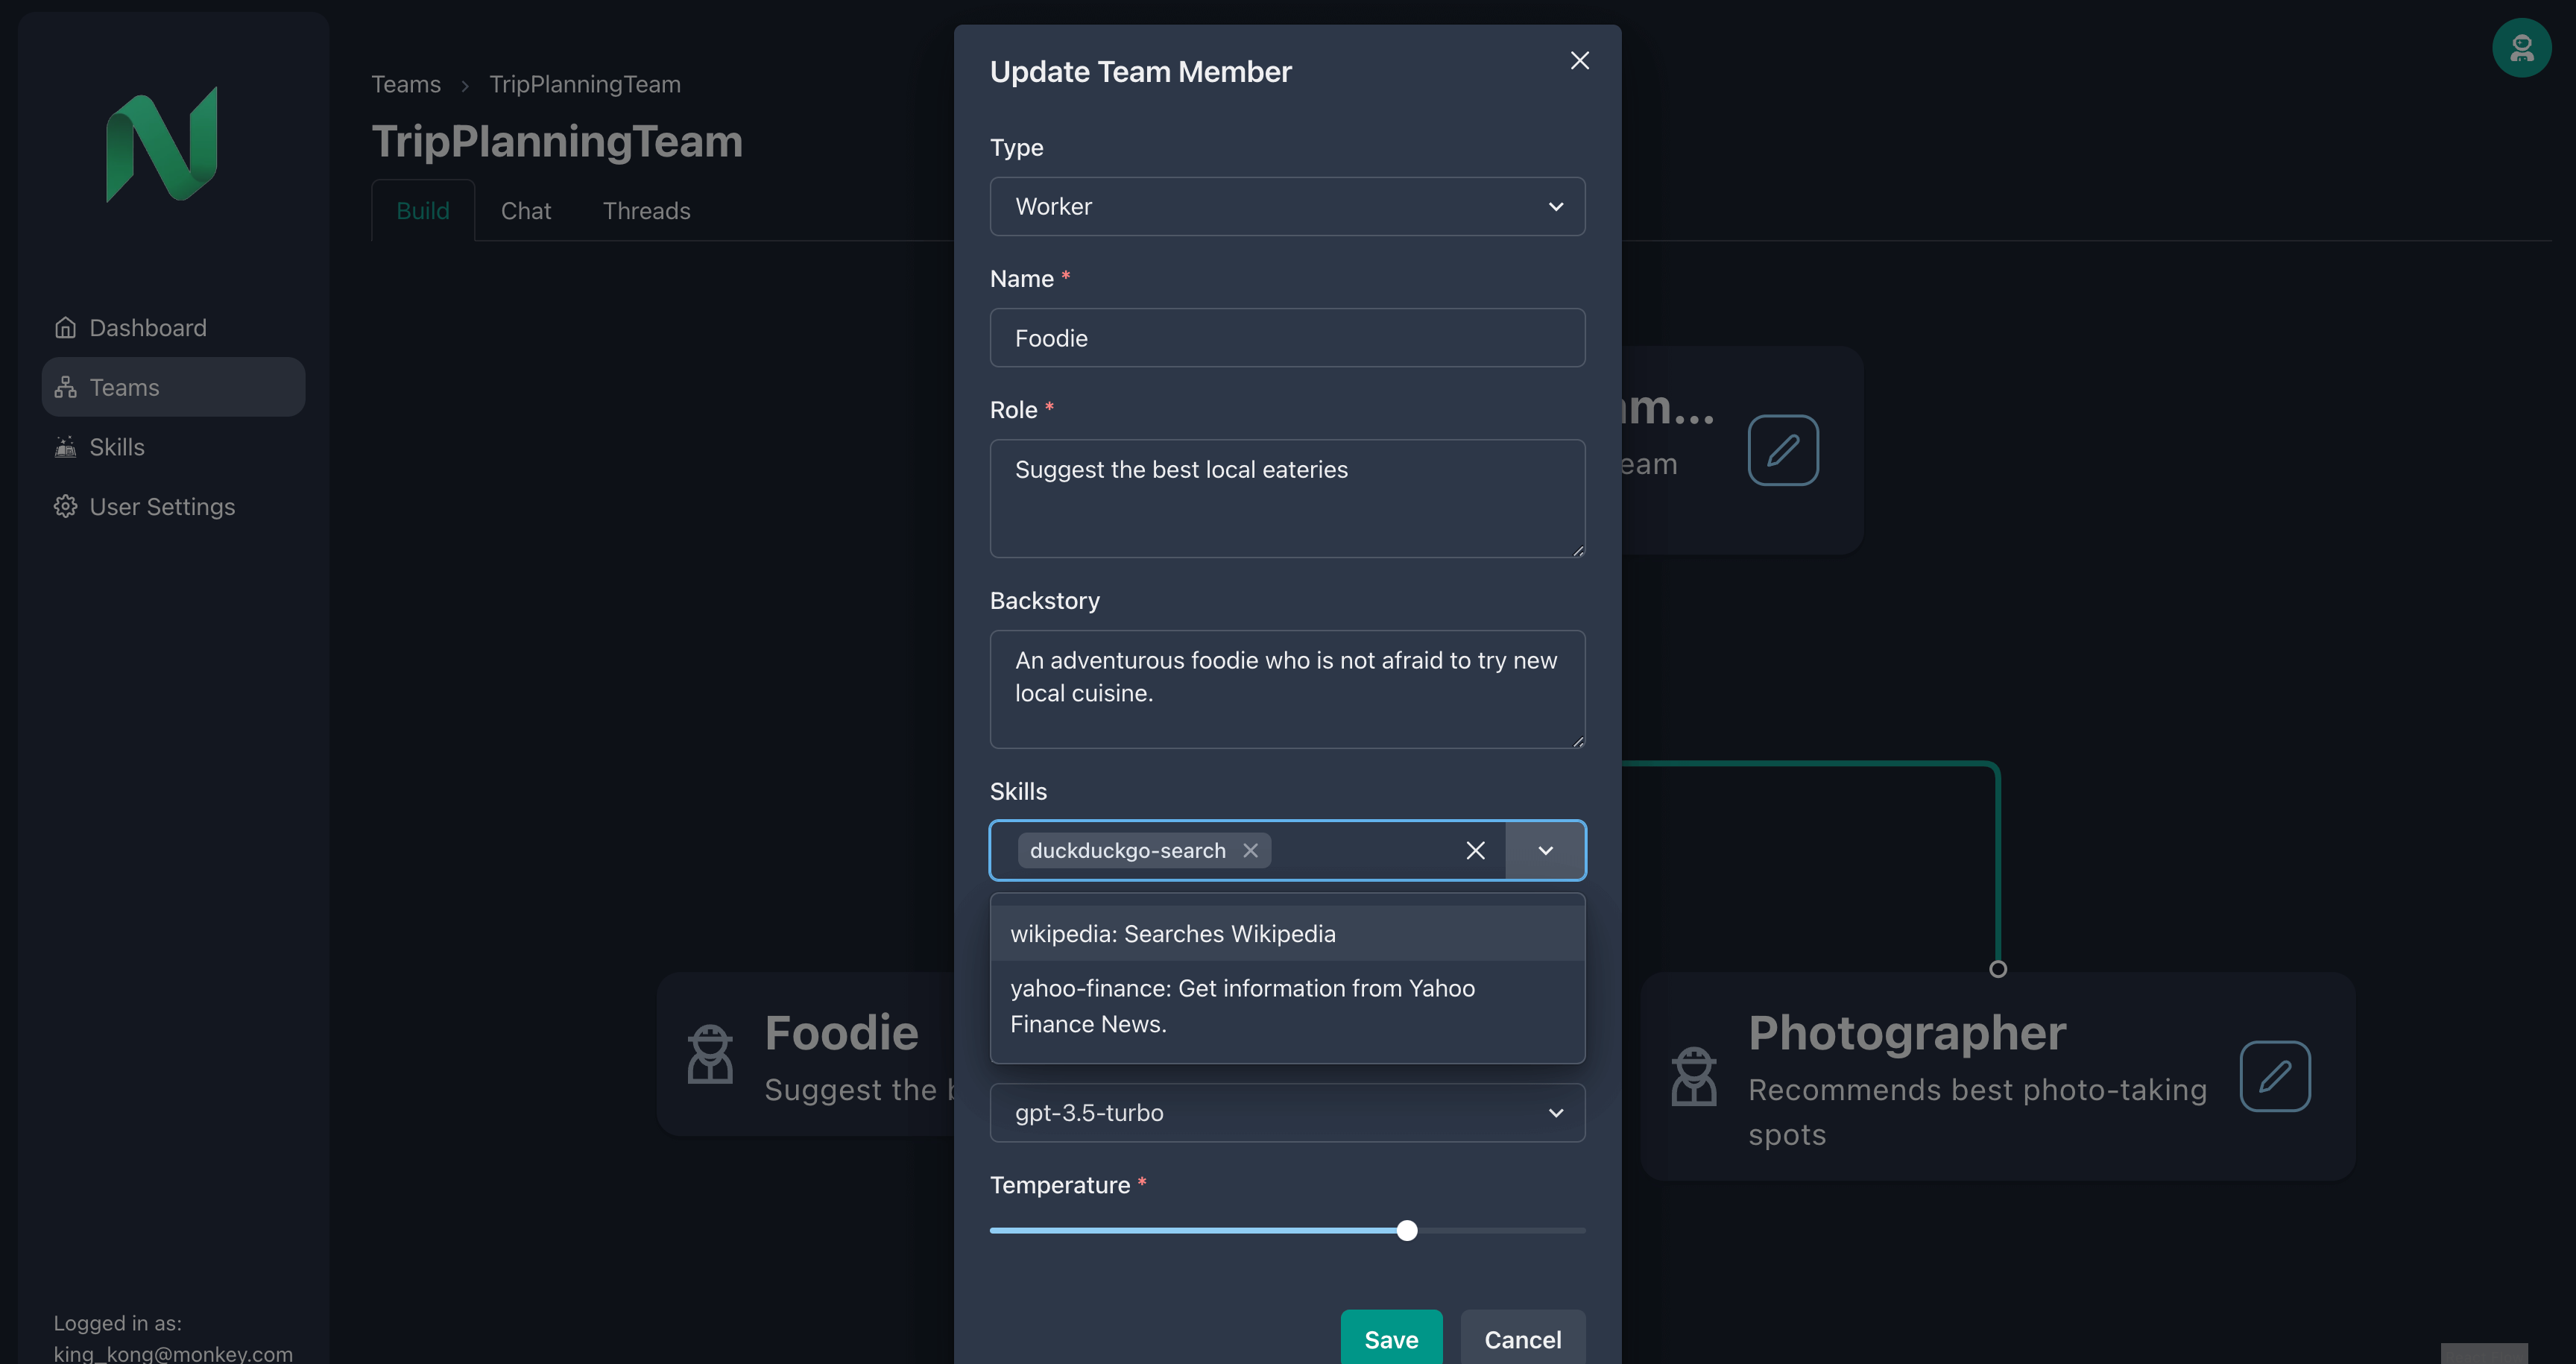 Teams
TripPlanningTeam
TripPlanningTeam
Build
Chat
Threads
Dashboard
Teams
Skills
User Settings
Logged in as:
king_kong@monkey.com
Update Team Member
Type
Worker
Name *
Foodie
Role *
Suggest the best local eateries
Backstory
An adventurous foodie who is not afraid to try new
local cuisine.
Skills
duckduckgo-search
wikipedia: Searches Wikipedia
yahoo-finance: Get information from Yahoo
Finance News.
gpt-3.5-turbo
Temperature *
Save
Cancel
Foodie
Suggest the
Photographer
Recommends best photo-taking
spots